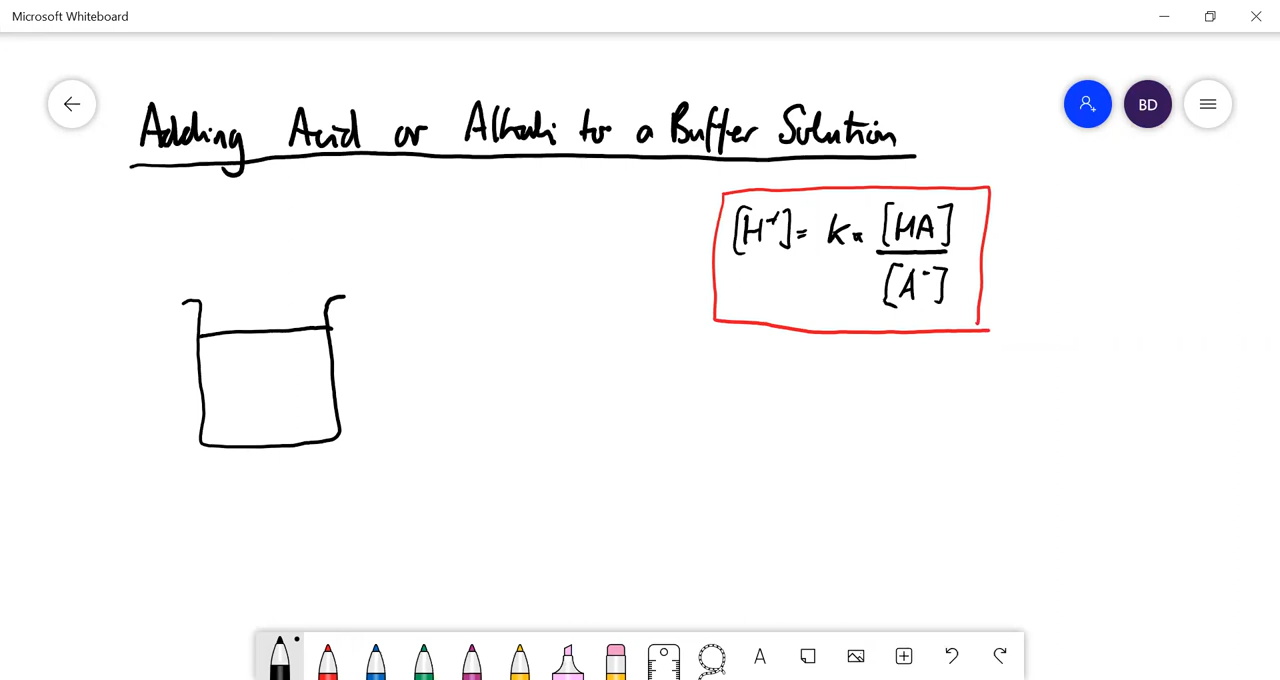 Microsoft Whiteboard
BD
Adding Acid or Alkali to a Buffer Solution
[H+] = Ka [HA]
[A-]
A